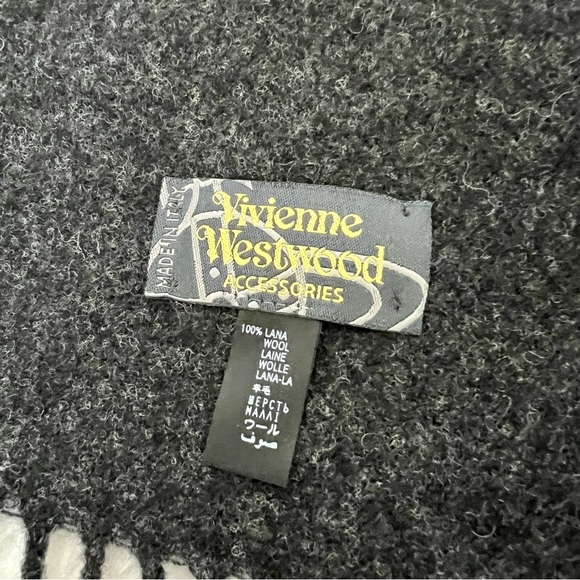 MADE IN ITALY
Vivienne
Westwood
ACCESSORIES
100% LANA
WOOL
LAINE
WOLLE
LANA-LA
羊毛
ШЕРСТЬ
ΜΑΛΛΙ
ウール
صوف